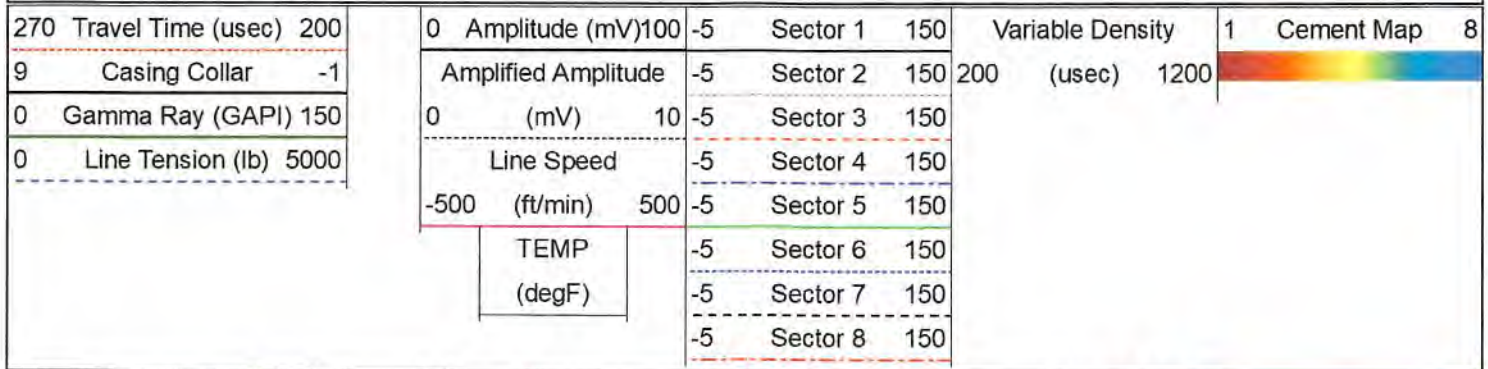 270 Travel Time (usec) 200
9 Casing Collar -1
0 Gamma Ray (GAPI) 150
0 Line Tension (lb) 5000
0 Amplitude (mV)100
Amplified Amplitude
0 (mV) 10
Line Speed
-500 (ft/min) 500
TEMP
(degF)
-5 Sector 1 150
-5 Sector 2 150
-5 Sector 3 150
-5 Sector 4 150
-5 Sector 5 150
-5 Sector 6 150
-5 Sector 7 150
-5 Sector 8 150
Variable Density
200 (usec) 1200
1 Cement Map 8